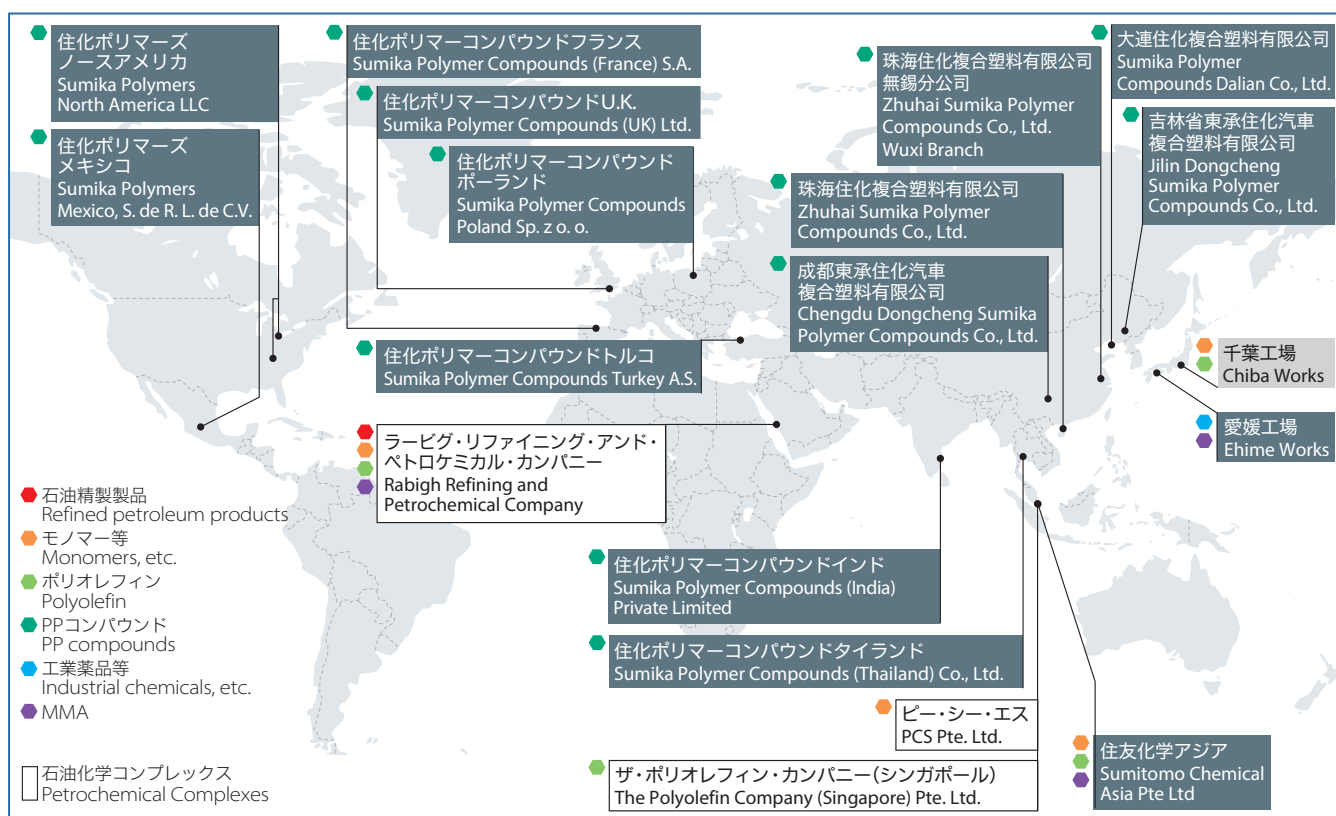 住化ポリマーズ
ノースアメリカ
Sumika Polymers
North America LLC
住化ポリマーズ
メキシコ
Sumika Polymers
Mexico, S. de R. L. de C.V.
住化ポリマーコンパウンドフランス
Sumika Polymer Compounds (France) S.A.
住化ポリマーコンパウンドU.K.
Sumika Polymer Compounds (UK) Ltd.
住化ポリマーコンパウンド
ポーランド
Sumika Polymer Compounds
Poland Sp. z o. o.
住化ポリマーコンパウンドトルコ
Sumika Polymer Compounds Turkey A.S.
珠海住化複合塑料有限公司
無錫分公司
Zhuhai Sumika Polymer
Compounds Co., Ltd.
Wuxi Branch
珠海住化複合塑料有限公司
Zhuhai Sumika Polymer
Compounds Co., Ltd.
成都東承住化汽車
複合塑料有限公司
Chengdu Dongcheng Sumika
Polymer Compounds Co., Ltd.
大連住化複合塑料有限公司
Sumika Polymer
Compounds Dalian Co., Ltd.
吉林省東承住化汽車
複合塑料有限公司
Jilin Dongcheng
Sumika Polymer
Compounds Co., Ltd.
千葉工場
Chiba Works
愛媛工場
Ehime Works
ラービグ・リファイニング・アンド・
ペトロケミカル・カンパニー
Rabigh Refining and
Petrochemical Company
住化ポリマーコンパウンドインド
Sumika Polymer Compounds (India)
Private Limited
住化ポリマーコンパウンドタイランド
Sumika Polymer Compounds (Thailand) Co., Ltd.
ピー・シー・エス
PCS Pte. Ltd.
ザ・ポリオレフィン・カンパニー(シンガポール)
The Polyolefin Company (Singapore) Pte. Ltd.
住友化学アジア
Sumitomo Chemical
Asia Pte Ltd
石油精製製品
Refined petroleum products
モノマー等
Monomers, etc.
ポリオレフィン
Polyolefin
PPコンパウンド
PP compounds
工業薬品等
Industrial chemicals, etc.
MMA
石油化学コンプレックス
Petrochemical Complexes